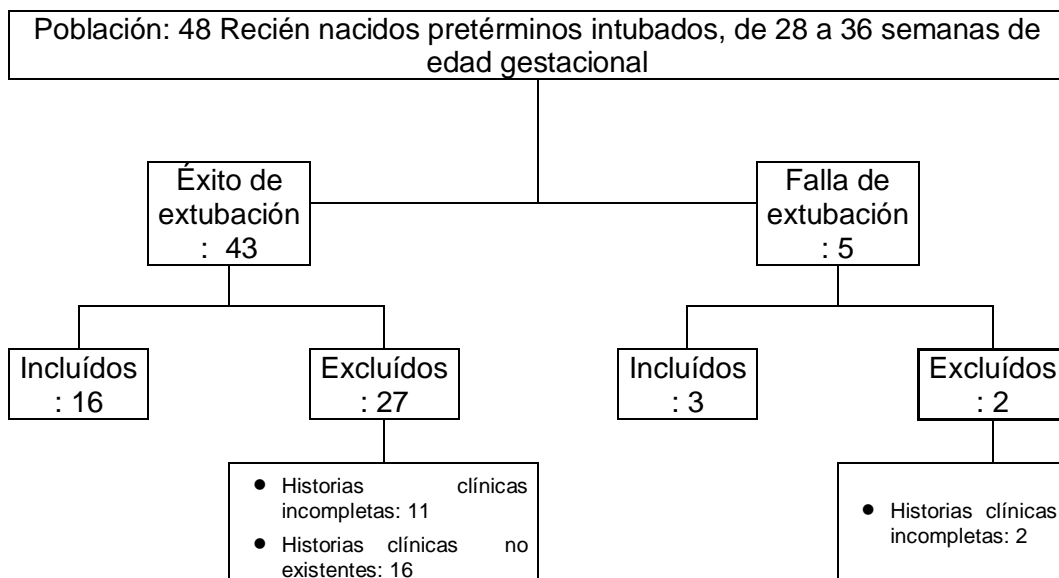 Población: 48 Recién nacidos pretérminos intubados, de 28 a 36 semanas de
edad gestacional
Éxito de
extubación
: 43
Falla de
extubación
: 5
Incluídos
: 16
Excluídos
: 27
Incluídos
: 3
Excluídos
: 2
● Historias clínicas
incompletas: 11
● Historias clínicas no
existentes: 16
● Historias clínicas
incompletas: 2